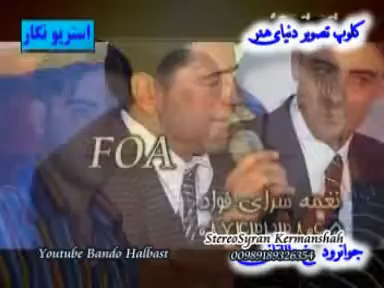 استریو نگار
کلوپ تصویر دنیای هنر
FOA
نغمه سرای فواد
StereoSyran Kermanshah
Youtube Bando Halbast
00989189326354
جوانرود